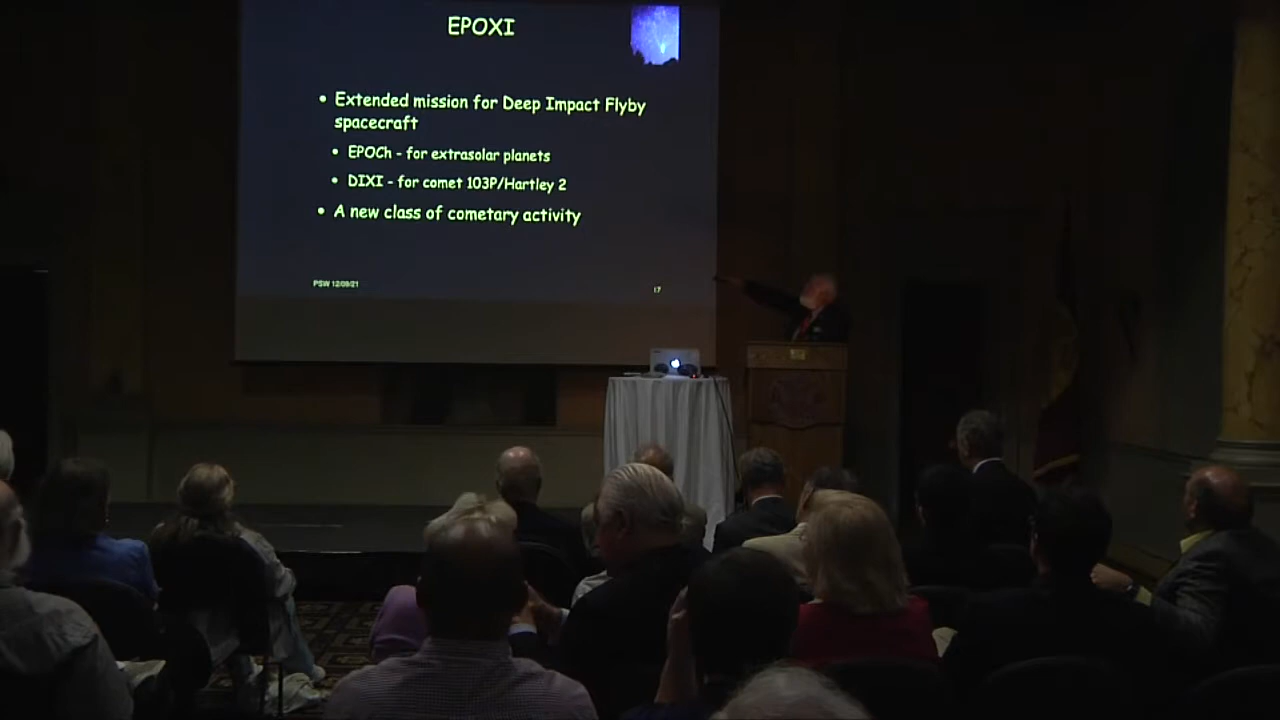 EPOXI
• Extended mission for Deep Impact Flyby
spacecraft
• EPOCh - for extrasolar planets
• DIXI - for comet 103P/Hartley 2
• A new class of cometary activity
PSW 12/09/21
17